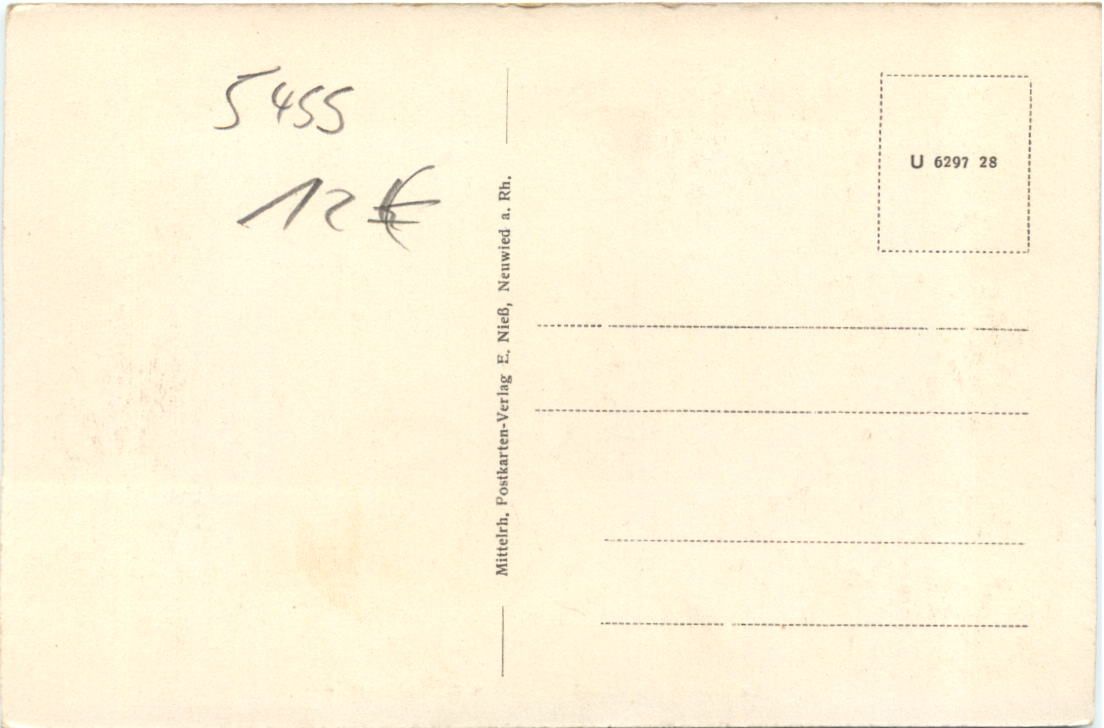 5455
12 €
Mittelrh. Postkarten-Verlag E. Nieß, Neuwied a. Rh.
U 6297 28